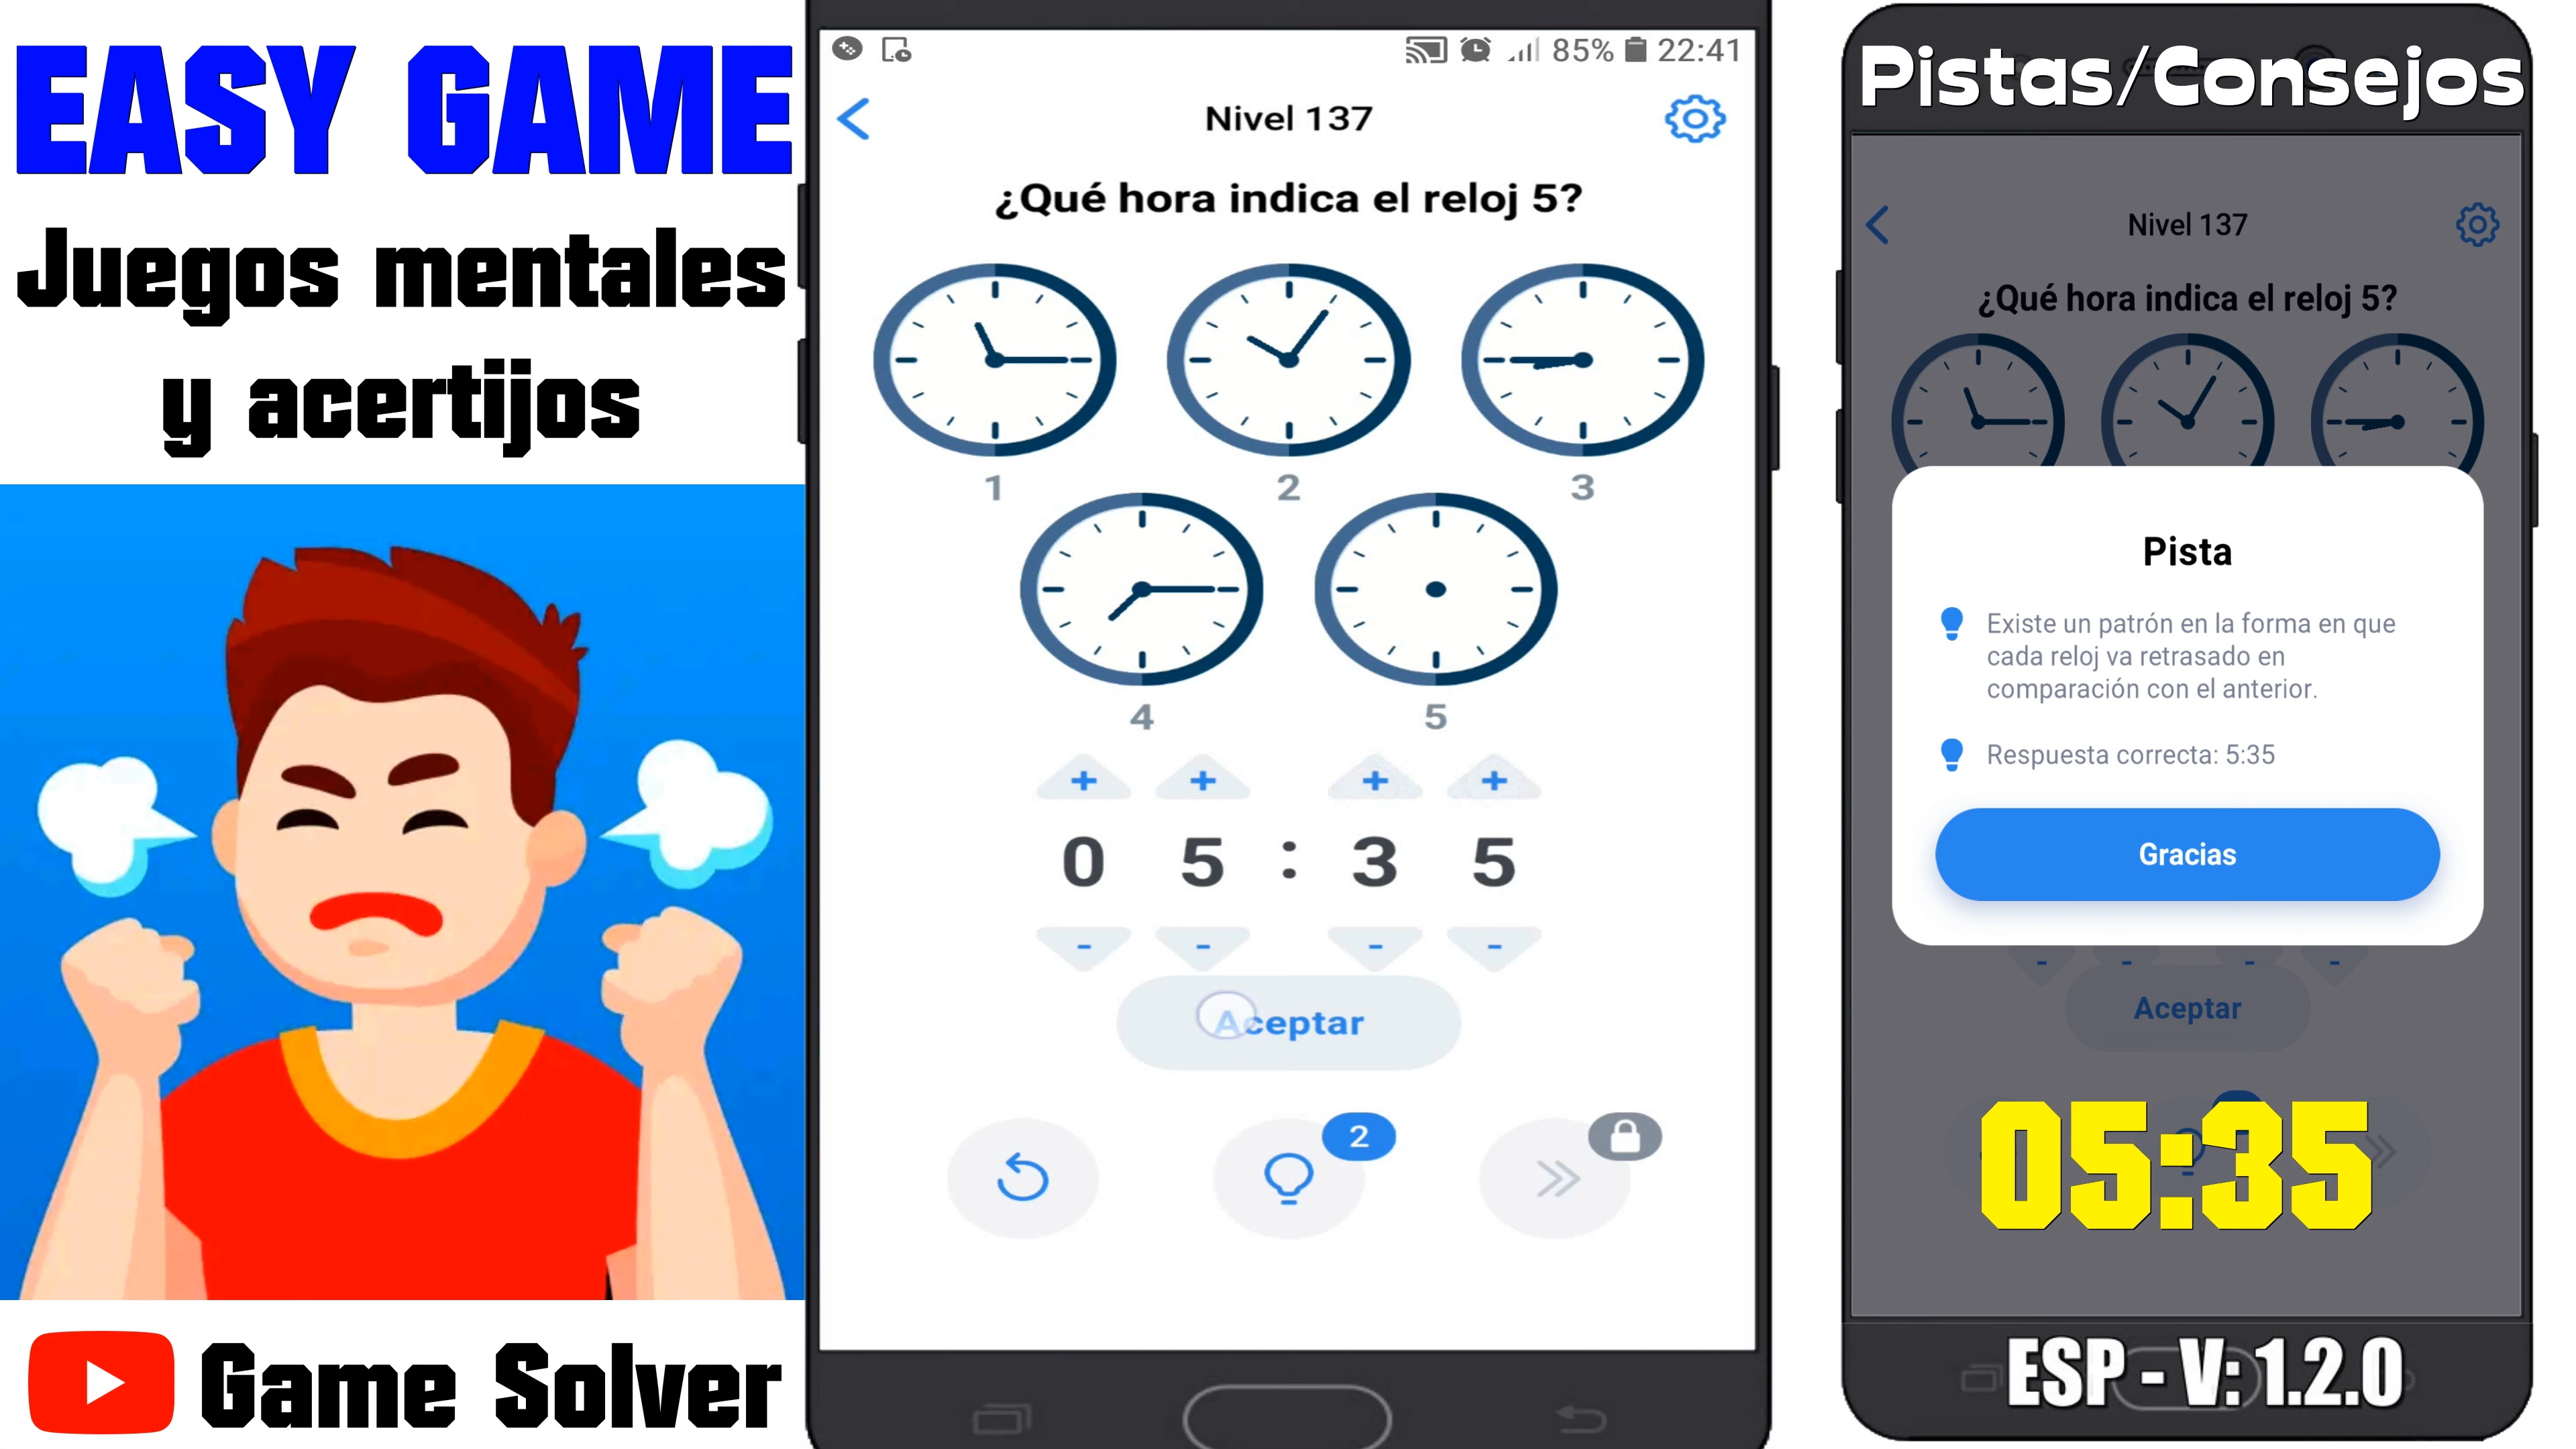 EASY GAME
Juegos mentales
y acertijos
Game Solver
85% 22:41
Nivel 137
¿Qué hora indica el reloj 5?
1
2
3
4
5
+ + + +
0 5 : 3 5
- - - -
Aceptar
2
Pistas/Consejos
Nivel 137
¿Qué hora indica el reloj 5?
Pista
Existe un patrón en la forma en que
cada reloj va retrasado en
comparación con el anterior.
Respuesta correcta: 5:35
Gracias
- - - -
Aceptar
05:35
ESP - V: 1.2.0